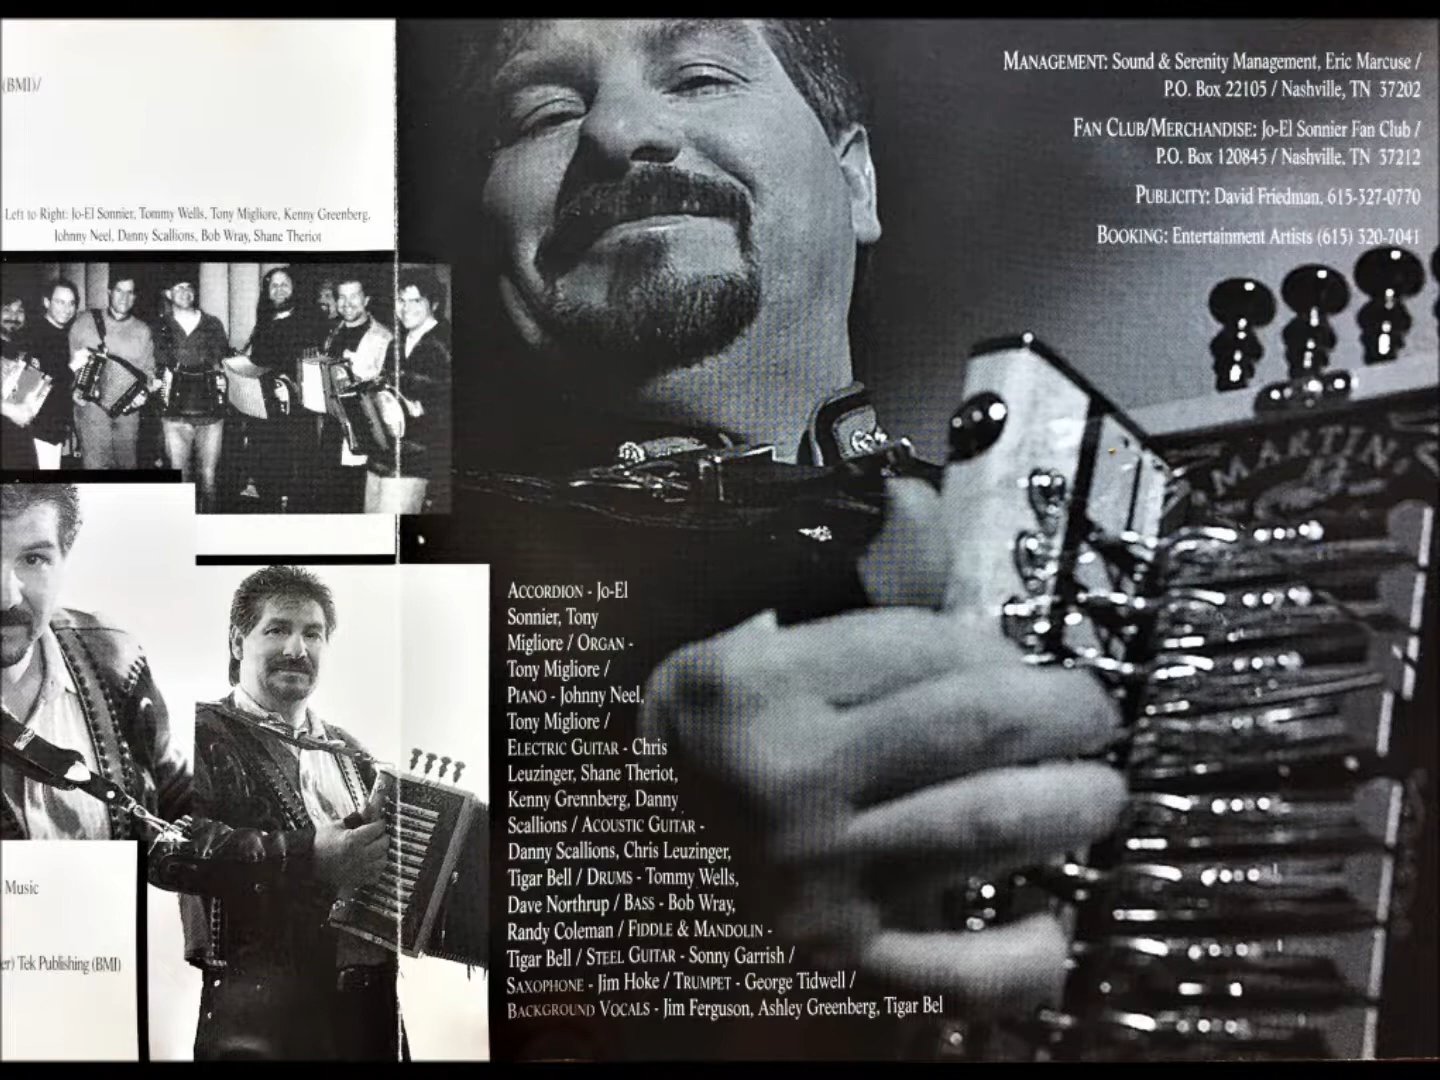 (BMI)/
Left to Right: Jo-El Sonnier, Tommy Wells, Tony Migliore, Kenny Greenberg,
Johnny Neel, Danny Scallions, Bob Wray, Shane Theriot
Music
er) Tek Publishing (BMI)
MANAGEMENT: Sound & Serenity Management, Eric Marcuse /
P.O. Box 22105 / Nashville, TN 37202
FAN CLUB/MERCHANDISE: Jo-El Sonnier Fan Club /
P.O. Box 120845 / Nashville, TN 37212
PUBLICITY: David Friedman, 615-327-0770
BOOKING: Entertainment Artists (615) 320-7041
MARTIN
ACCORDION - Jo-El
Sonnier, Tony
Migliore / ORGAN -
Tony Migliore /
PIANO - Johnny Neel,
Tony Migliore /
ELECTRIC GUITAR - Chris
Leuzinger, Shane Theriot,
Kenny Grennberg, Danny
Scallions / ACOUSTIC GUITAR -
Danny Scallions, Chris Leuzinger,
Tigar Bell / DRUMS - Tommy Wells,
Dave Northrup / BASS - Bob Wray,
Randy Coleman / FIDDLE & MANDOLIN -
Tigar Bell / STEEL GUITAR - Sonny Garrish /
SAXOPHONE - Jim Hoke / TRUMPET - George Tidwell /
BACKGROUND VOCALS - Jim Ferguson, Ashley Greenberg, Tigar Bel